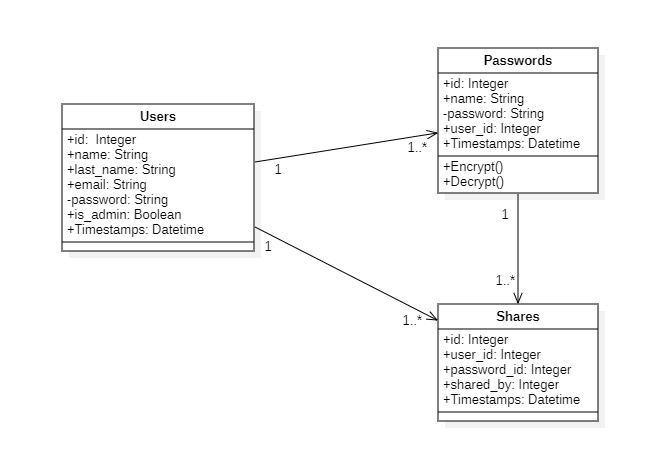 Users
+id: Integer
+name: String
+last_name: String
+email: String
-password: String
+is_admin: Boolean
+Timestamps: Datetime
1
1..*
1
1..*
Passwords
+id: Integer
+name: String
-password: String
+user_id: Integer
+Timestamps: Datetime
+Encrypt()
+Decrypt()
1
1..*
Shares
+id: Integer
+user_id: Integer
+password_id: Integer
+shared_by: Integer
+Timestamps: Datetime